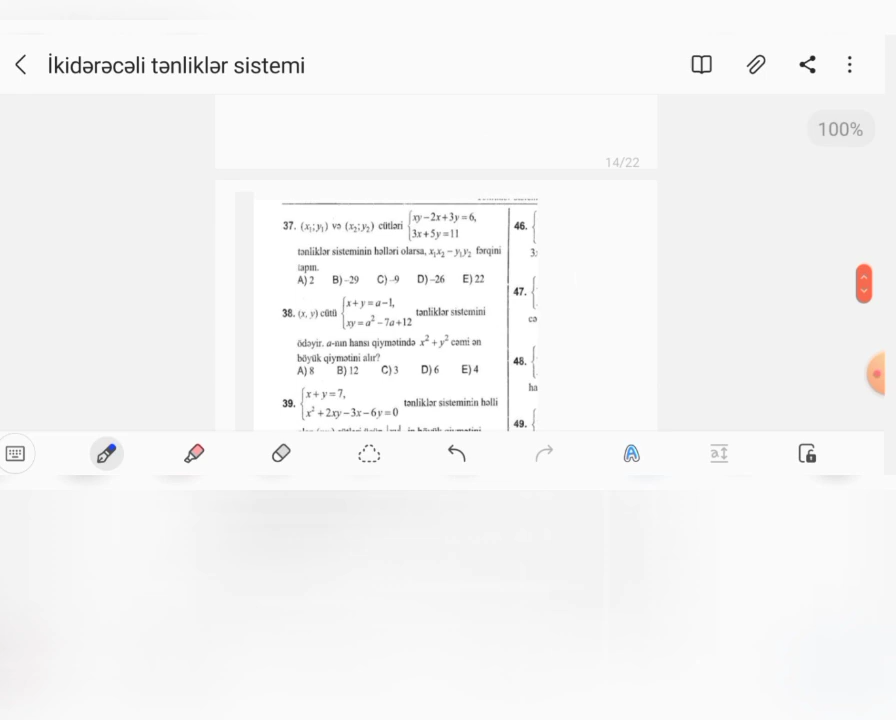 İkidərəcəli tənliklər sistemi
100%
14/22
37. (x₁;y₁) və (x₂;y₂) cütləri { xy−2x+3y=6,
3x+5y=11
tənliklər sisteminin həlləri olarsa, x₁x₂−y₁y₂ fərqini
tapın.
A) 2 B) -29 C) -9 D) -26 E) 22
38. (x, y) cütü { x+y=a−1, tənliklər sistemini
xy=a²−7a+12
ödəyir. a-nın hansı qiymətində x²+y² cəmi ən
böyük qiymətini alır?
A) 8 B) 12 C) 3 D) 6 E) 4
39. { x+y=7, tənliklər sisteminin həlli
x²+2xy−3x−6y=0
46. {
3:
47. {
cə
48. {
ha
49. {